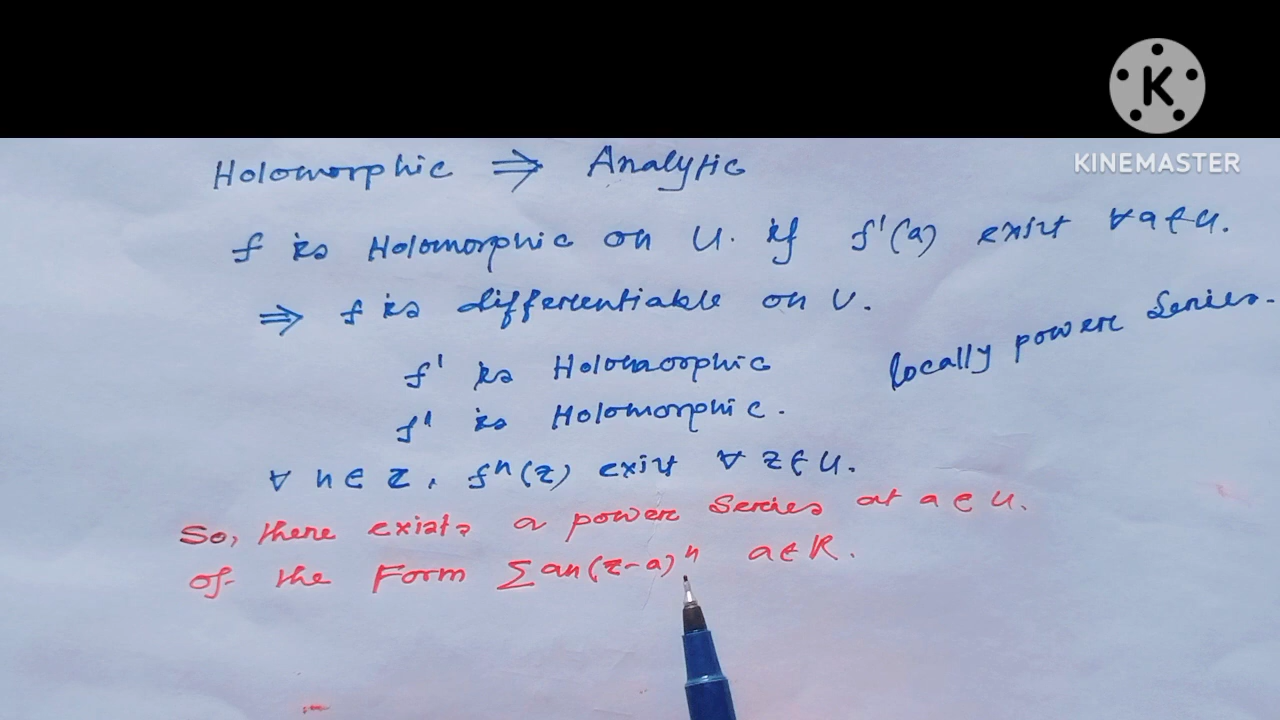 K
KINEMASTER
Holomorphic ⇒ Analytic
f is Holomorphic on U. if f'(a) exist ∀ a ∈ U.
⇒ f is differentiable on U.
locally power Series.
f' is Holomorphic
f' is Holomorphic.
∀ n ∈ Z, fⁿ(z) exist ∀ z ∈ U.
So, there exists a power Series at a ∈ U.
of the Form ∑ an(z-a)ⁿ a ∈ R.